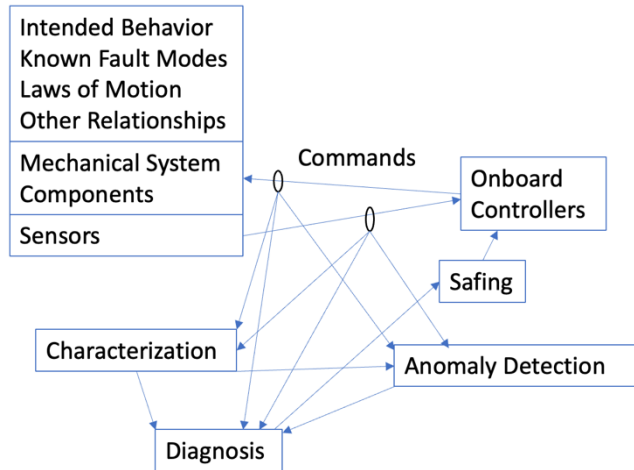 Intended Behavior
Known Fault Modes
Laws of Motion
Other Relationships
Mechanical System
Components
Sensors
Commands
Onboard
Controllers
Safing
Characterization
Anomaly Detection
Diagnosis